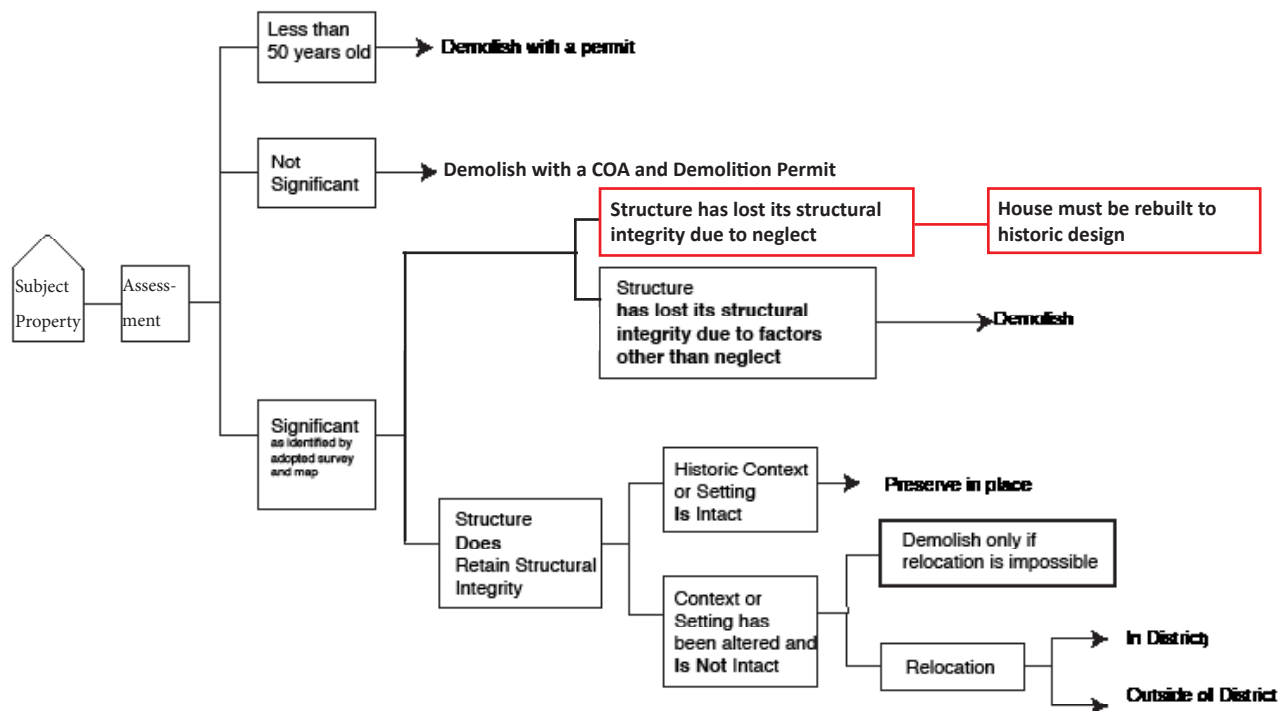 Less than
50 years old
Demolish with a permit
Not
Significant
Demolish with a COA and Demolition Permit
Structure has lost its structural
integrity due to neglect
House must be rebuilt to
historic design
Subject
Property
Assess-
ment
Structure
has lost its structural
integrity due to factors
other than neglect
Demolish
Significant
as identified by
adopted survey
and map
Structure
Does
Retain Structural
Integrity
Historic Context
or Setting
Is Intact
Preserve in place
Context or
Setting has
been altered and
Is Not Intact
Demolish only if
relocation is impossible
Relocation
In District;
Outside of District